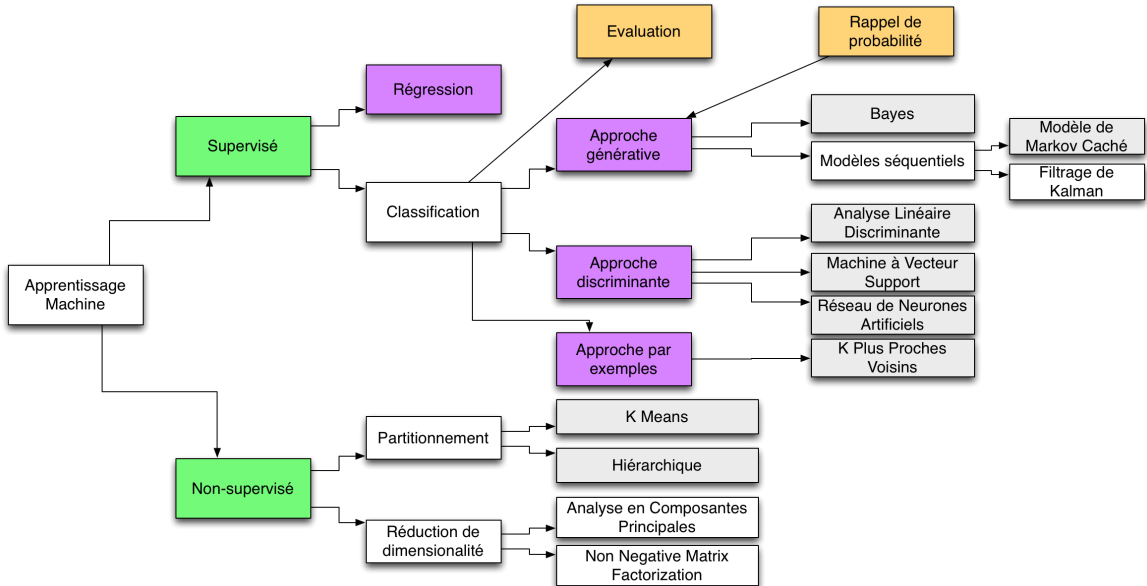 Evaluation
Rappel de
probabilité
Régression
Supervisé
Approche
générative
Bayes
Modèles séquentiels
Modèle de
Markov Caché
Filtrage de
Kalman
Classification
Analyse Linéaire
Discriminante
Approche
discriminante
Machine à Vecteur
Support
Réseau de Neurones
Artificiels
Apprentissage
Machine
Approche par
exemples
K Plus Proches
Voisins
Partitionnement
K Means
Hiérarchique
Non-supervisé
Réduction de
dimensionalité
Analyse en Composantes
Principales
Non Negative Matrix
Factorization